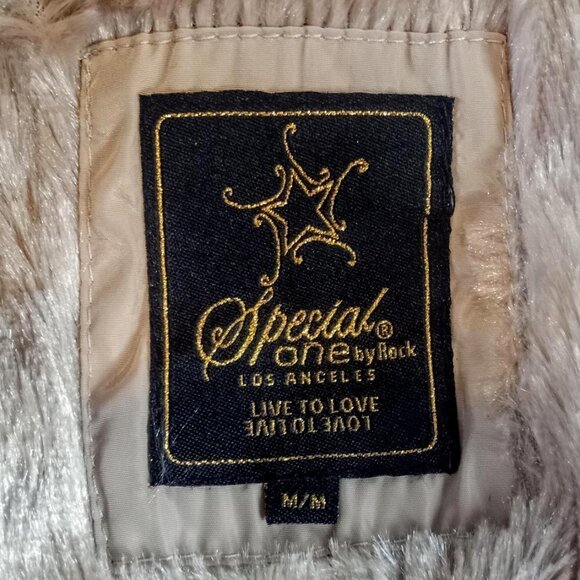 Special®
one by Rock
LOS ANGELES
LIVE TO LOVE
LOVE TO LIVE
M/M